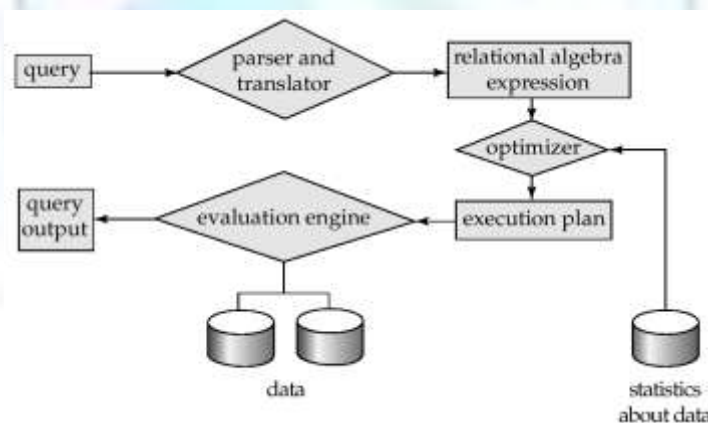 query
parser and
translator
relational algebra
expression
optimizer
query
output
evaluation engine
execution plan
data
statistics
about data